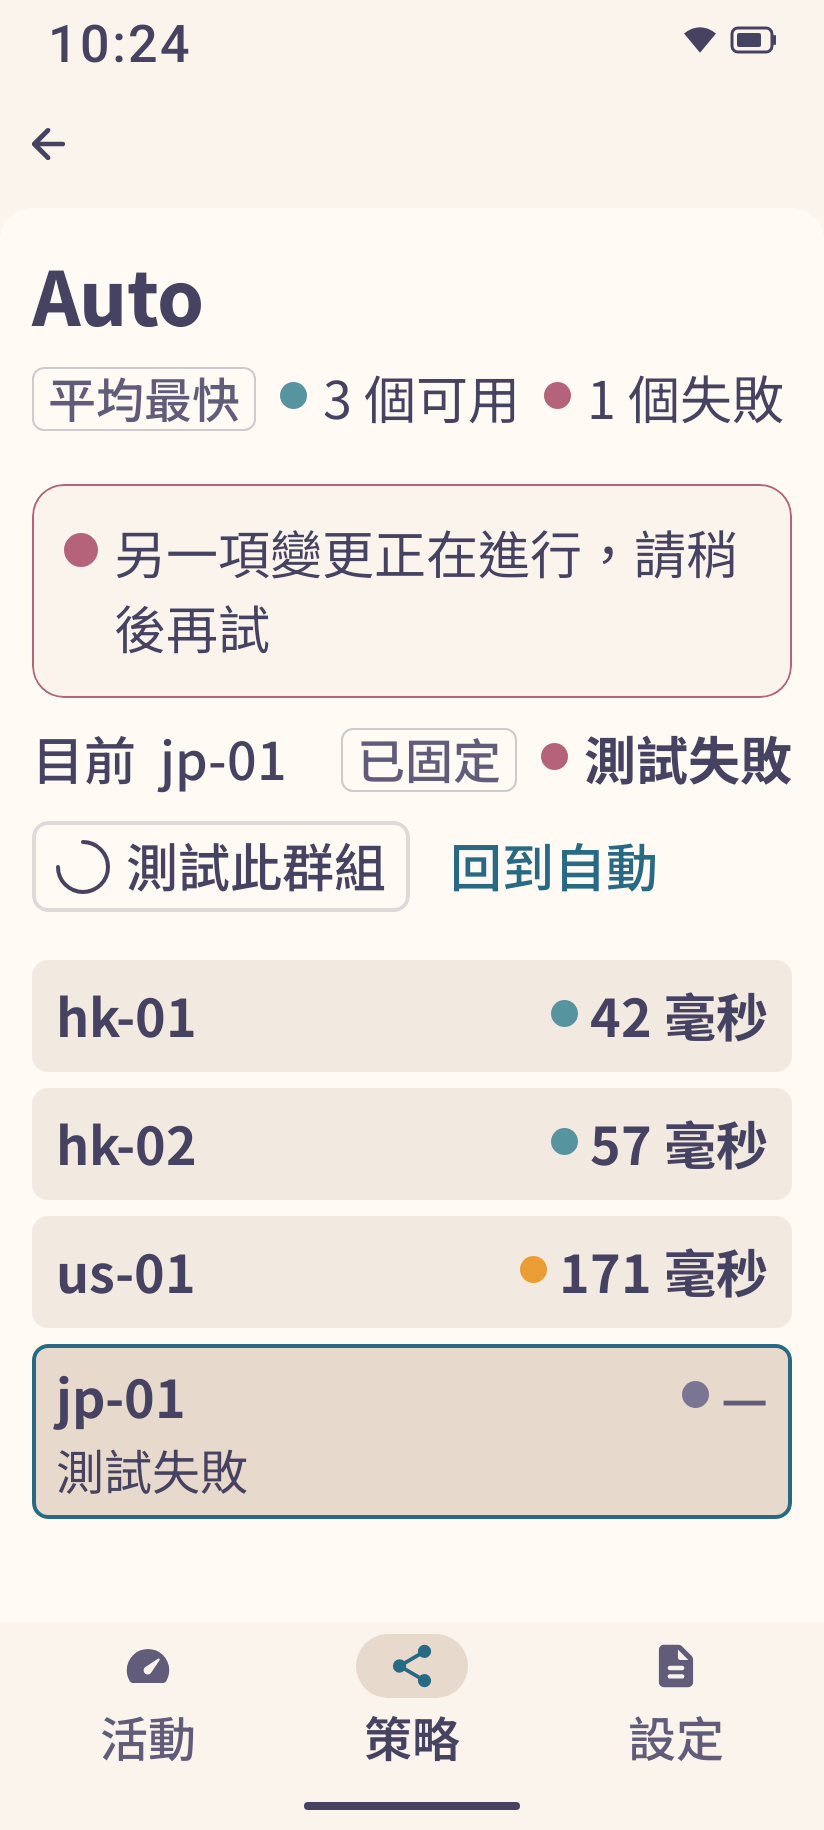 10:24
Auto
平均最快 3 個可用 1 個失敗
另一項變更正在進行，請稍
後再試
目前 jp-01 已固定 測試失敗
測試此群組 回到自動
hk-01 42 毫秒
hk-02 57 毫秒
us-01 171 毫秒
jp-01 —
測試失敗
活動 策略 設定